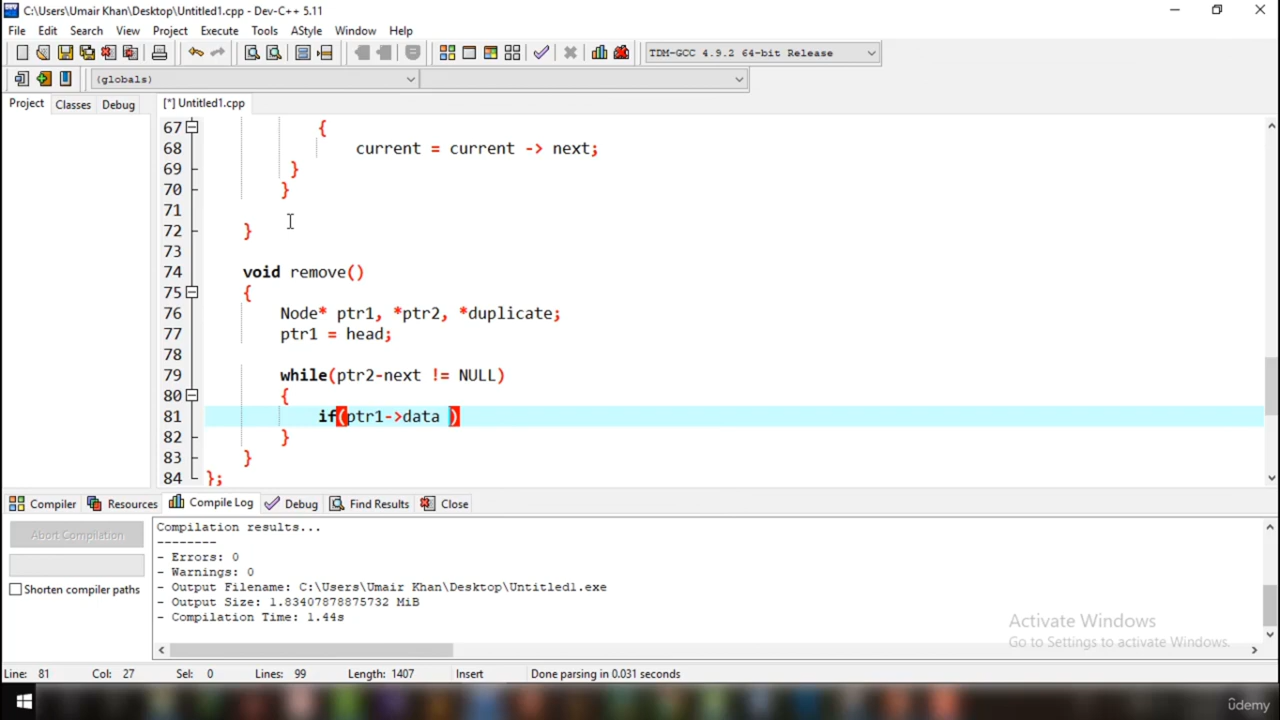 C:\Users\Umair Khan\Desktop\Untitled1.cpp - Dev-C++ 5.11
File Edit Search View Project Execute Tools AStyle Window Help
TDM-GCC 4.9.2 64-bit Release
(globals)
Project Classes Debug [*] Untitled1.cpp
67 {
68 current = current -> next;
69 }
70 }
71
72 }
73
74 void remove()
75 {
76 Node* ptr1, *ptr2, *duplicate;
77 ptr1 = head;
78
79 while(ptr2-next != NULL)
80 {
81 if(ptr1->data )
82 }
83 }
84 };
Compiler Resources Compile Log Debug Find Results Close
Abort Compilation
Shorten compiler paths
Compilation results...
--------
- Errors: 0
- Warnings: 0
- Output Filename: C:\Users\Umair Khan\Desktop\Untitled1.exe
- Output Size: 1.83407878875732 MiB
- Compilation Time: 1.44s
Activate Windows
Go to Settings to activate Windows.
Line: 81 Col: 27 Sel: 0 Lines: 99 Length: 1407 Insert Done parsing in 0.031 seconds
ûdemy